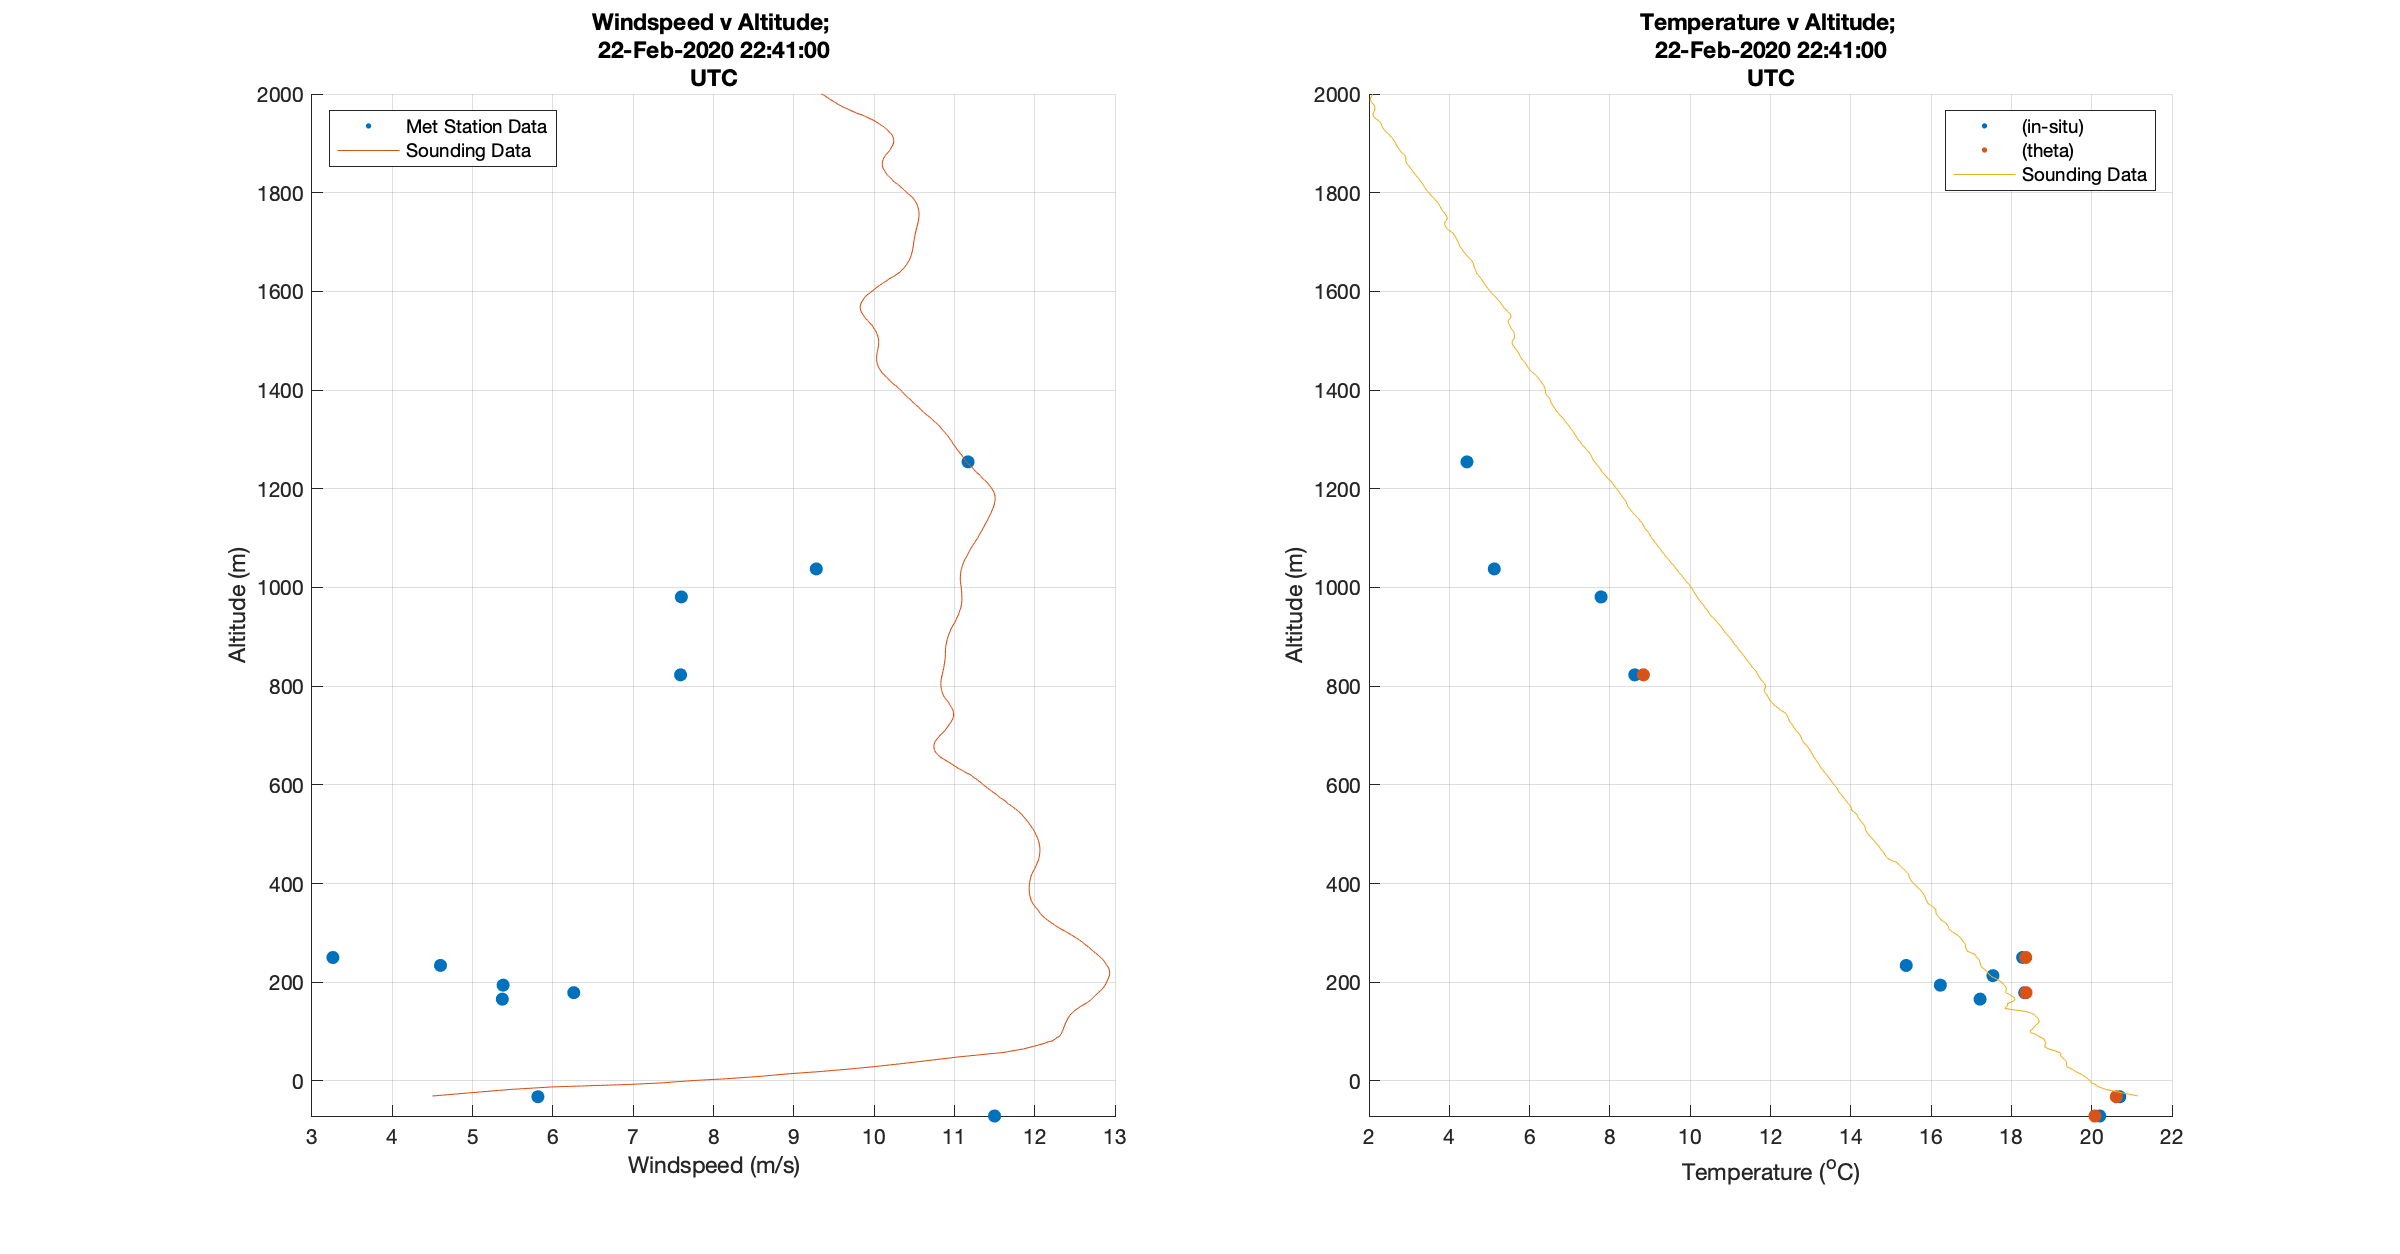 Windspeed v Altitude;
22-Feb-2020 22:41:00
UTC
2000
1800
1600
1400
1200
1000
800
600
400
200
0
Altitude (m)
Met Station Data
Sounding Data
3 4 5 6 7 8 9 10 11 12 13
Windspeed (m/s)
Temperature v Altitude;
22-Feb-2020 22:41:00
UTC
2000
1800
1600
1400
1200
1000
800
600
400
200
0
Altitude (m)
(in-situ)
(theta)
Sounding Data
2 4 6 8 10 12 14 16 18 20 22
Temperature (°C)